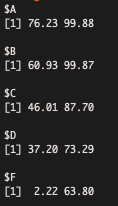 $A
[1] 76.23 99.88
$B
[1] 60.93 99.87
$C
[1] 46.01 87.70
$D
[1] 37.20 73.29
$F
[1]  2.22 63.80